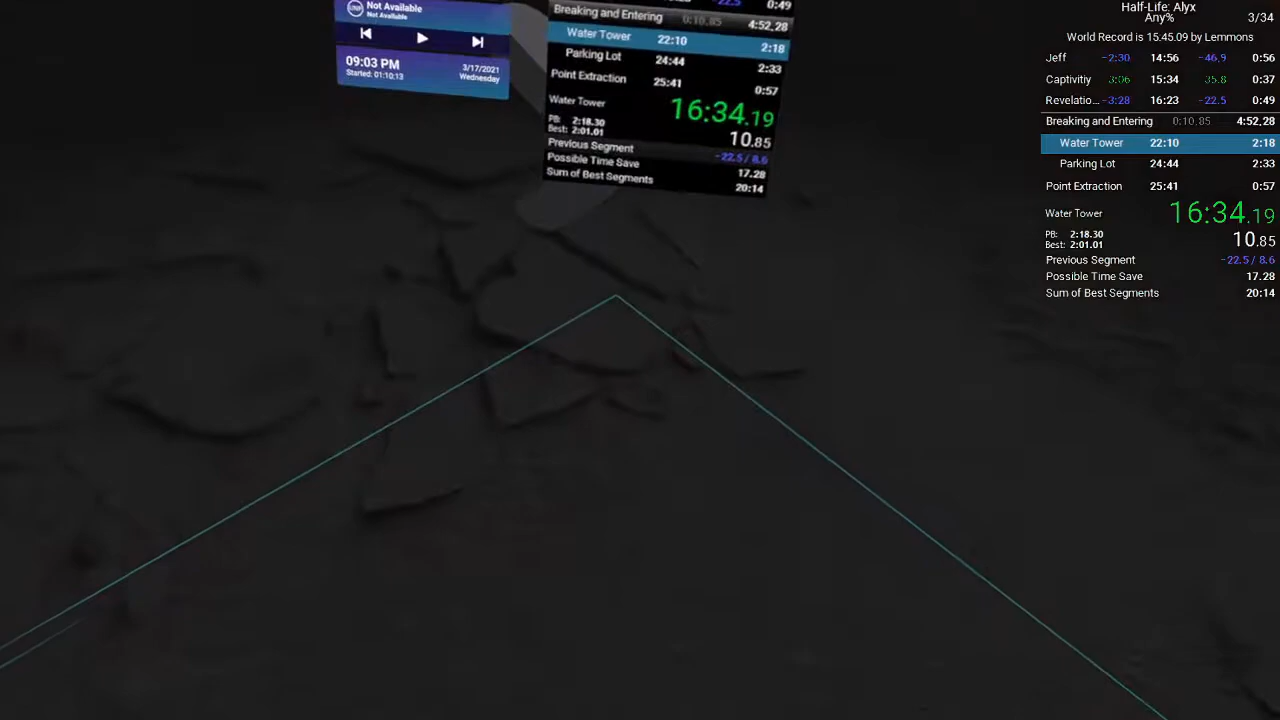 Not Available
Not Available
09:03 PM
Started: 01:10:13
3/17/2021
Wednesday
0:49
Breaking and Entering 0:10.85 4:52.28
Water Tower 22:10 2:18
Parking Lot 24:44 2:33
Point Extraction 25:41 0:57
Water Tower 16:34.19
PB: 2:18.30
Best: 2:01.01
10.85
Previous Segment -22.5 / 8.6
Possible Time Save 17.28
Sum of Best Segments 20:14
Half-Life: Alyx
Any% 3/34
World Record is 15.45.09 by Lemmons
Jeff -2:30 14:56 -46.9 0:56
Captivitiy 3:06 15:34 35.8 0:37
Revelatio... -3:28 16:23 -22.5 0:49
Breaking and Entering 0:10.85 4:52.28
Water Tower 22:10 2:18
Parking Lot 24:44 2:33
Point Extraction 25:41 0:57
Water Tower 16:34.19
PB: 2:18.30
Best: 2:01.01
10.85
Previous Segment -22.5 / 8.6
Possible Time Save 17.28
Sum of Best Segments 20:14